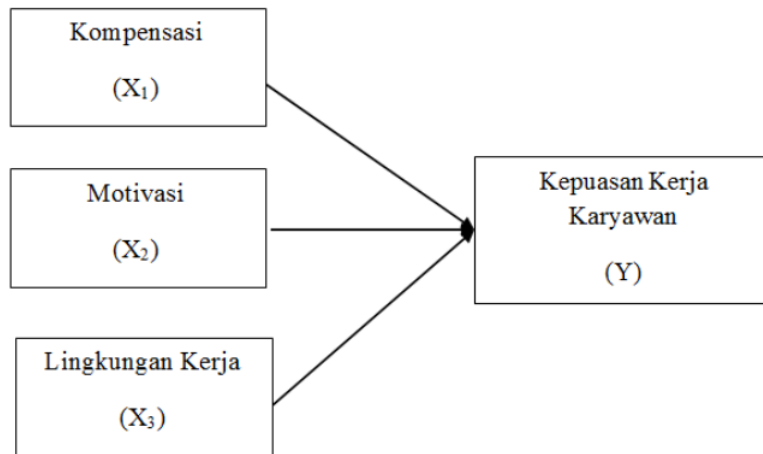 Kompensasi
(X₁)
Motivasi
(X₂)
Lingkungan Kerja
(X₃)
Kepuasan Kerja
Karyawan
(Y)